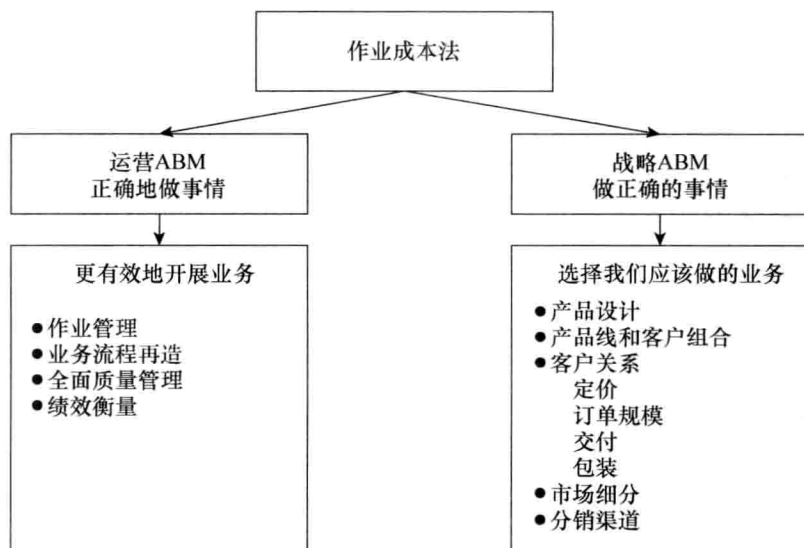 作业成本法
运营ABM
正确地做事情
战略ABM
做正确的事情
更有效地开展业务
●作业管理
●业务流程再造
●全面质量管理
●绩效衡量
选择我们应该做的业务
●产品设计
●产品线和客户组合
●客户关系
定价
订单规模
交付
包装
●市场细分
●分销渠道